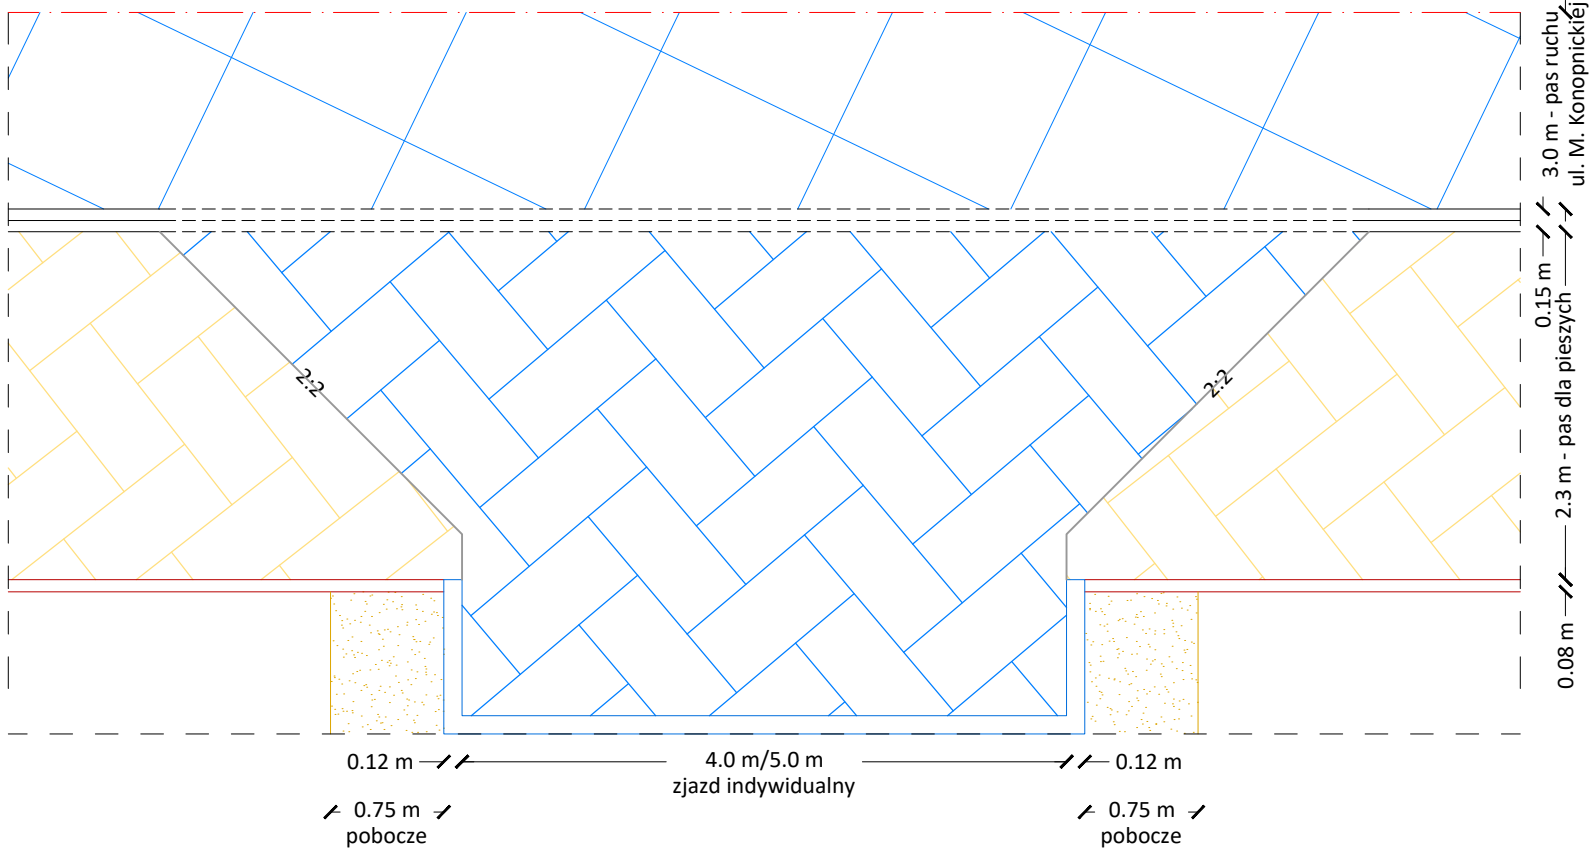 3.0 m - pas ruchu
ul. M. Konopnickiej
0.15 m
2.3 m - pas dla pieszych
0.08 m
2:2
2:2
0.12 m
4.0 m/5.0 m
zjazd indywidualny
0.12 m
0.75 m
pobocze
0.75 m
pobocze